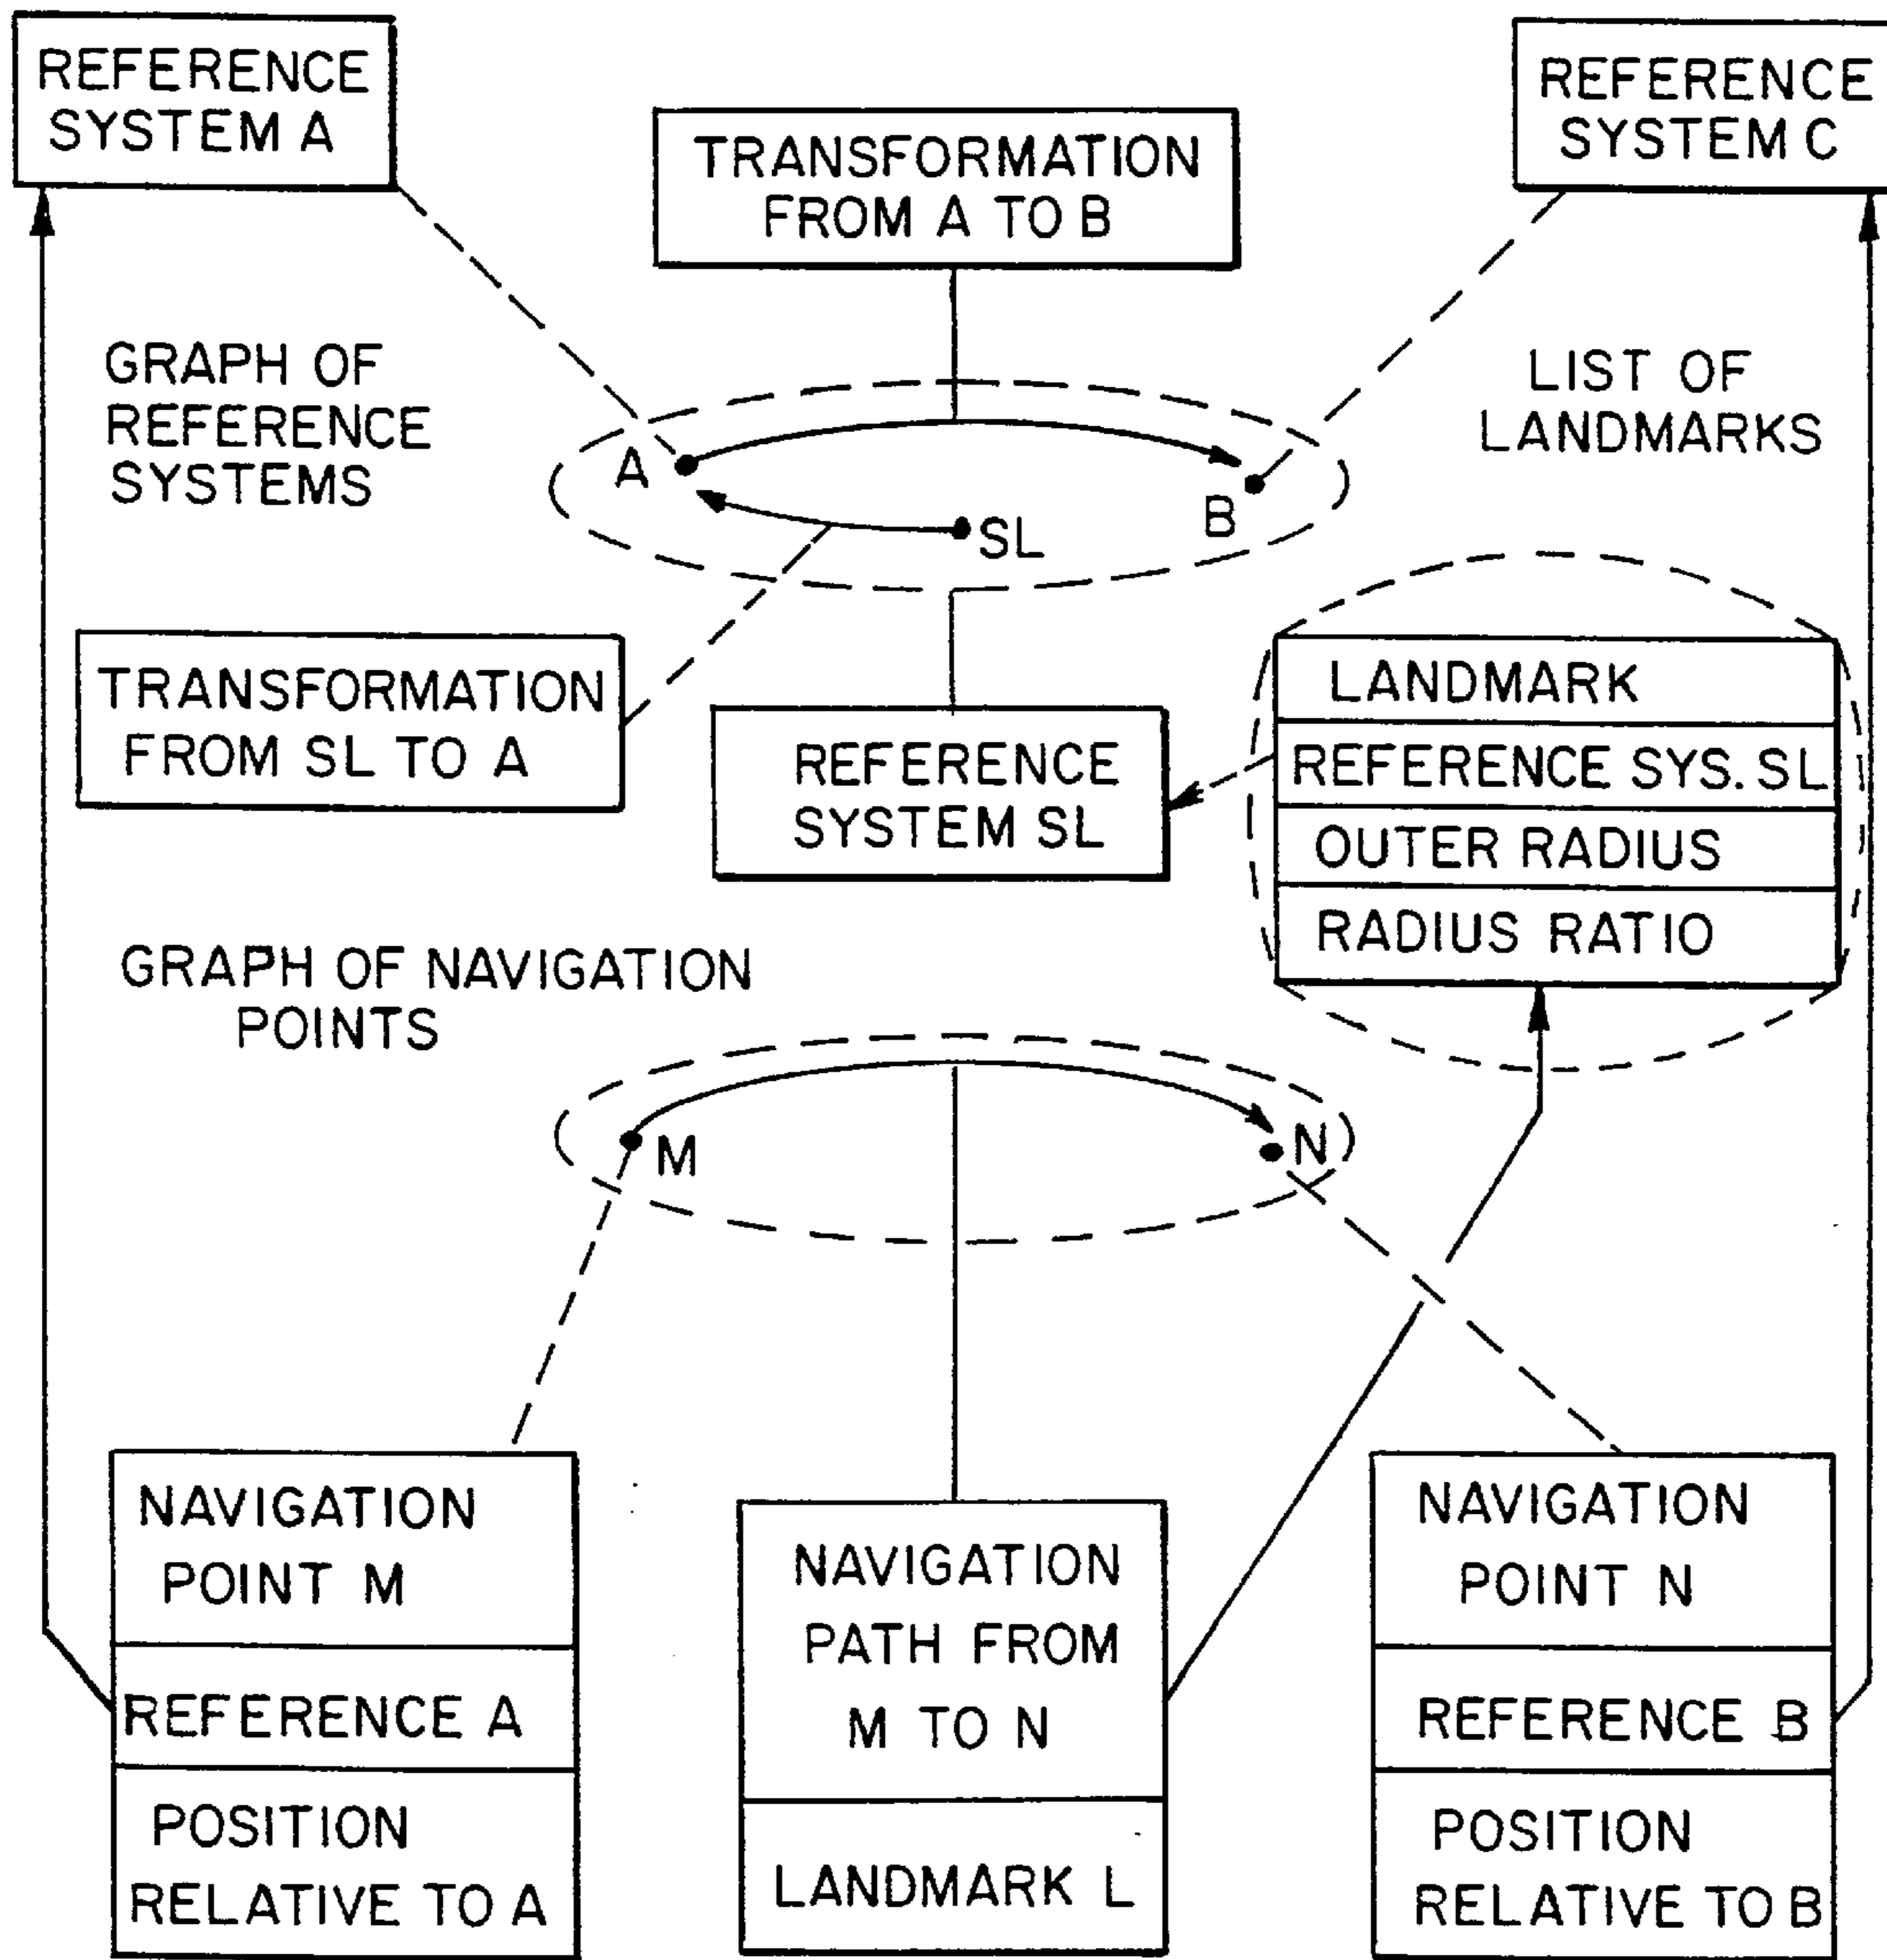 REFERENCE
SYSTEM A
REFERENCE
SYSTEM C
TRANSFORMATION
FROM A TO B
GRAPH OF
REFERENCE
SYSTEMS
LIST OF
LANDMARKS
A
B
SL
TRANSFORMATION
FROM SL TO A
REFERENCE
SYSTEM SL
LANDMARK
REFERENCE SYS. SL
OUTER RADIUS
RADIUS RATIO
GRAPH OF NAVIGATION
POINTS
M
N
NAVIGATION
POINT M
REFERENCE A
POSITION
RELATIVE TO A
NAVIGATION
PATH FROM
M TO N
LANDMARK L
NAVIGATION
POINT N
REFERENCE B
POSITION
RELATIVE TO B